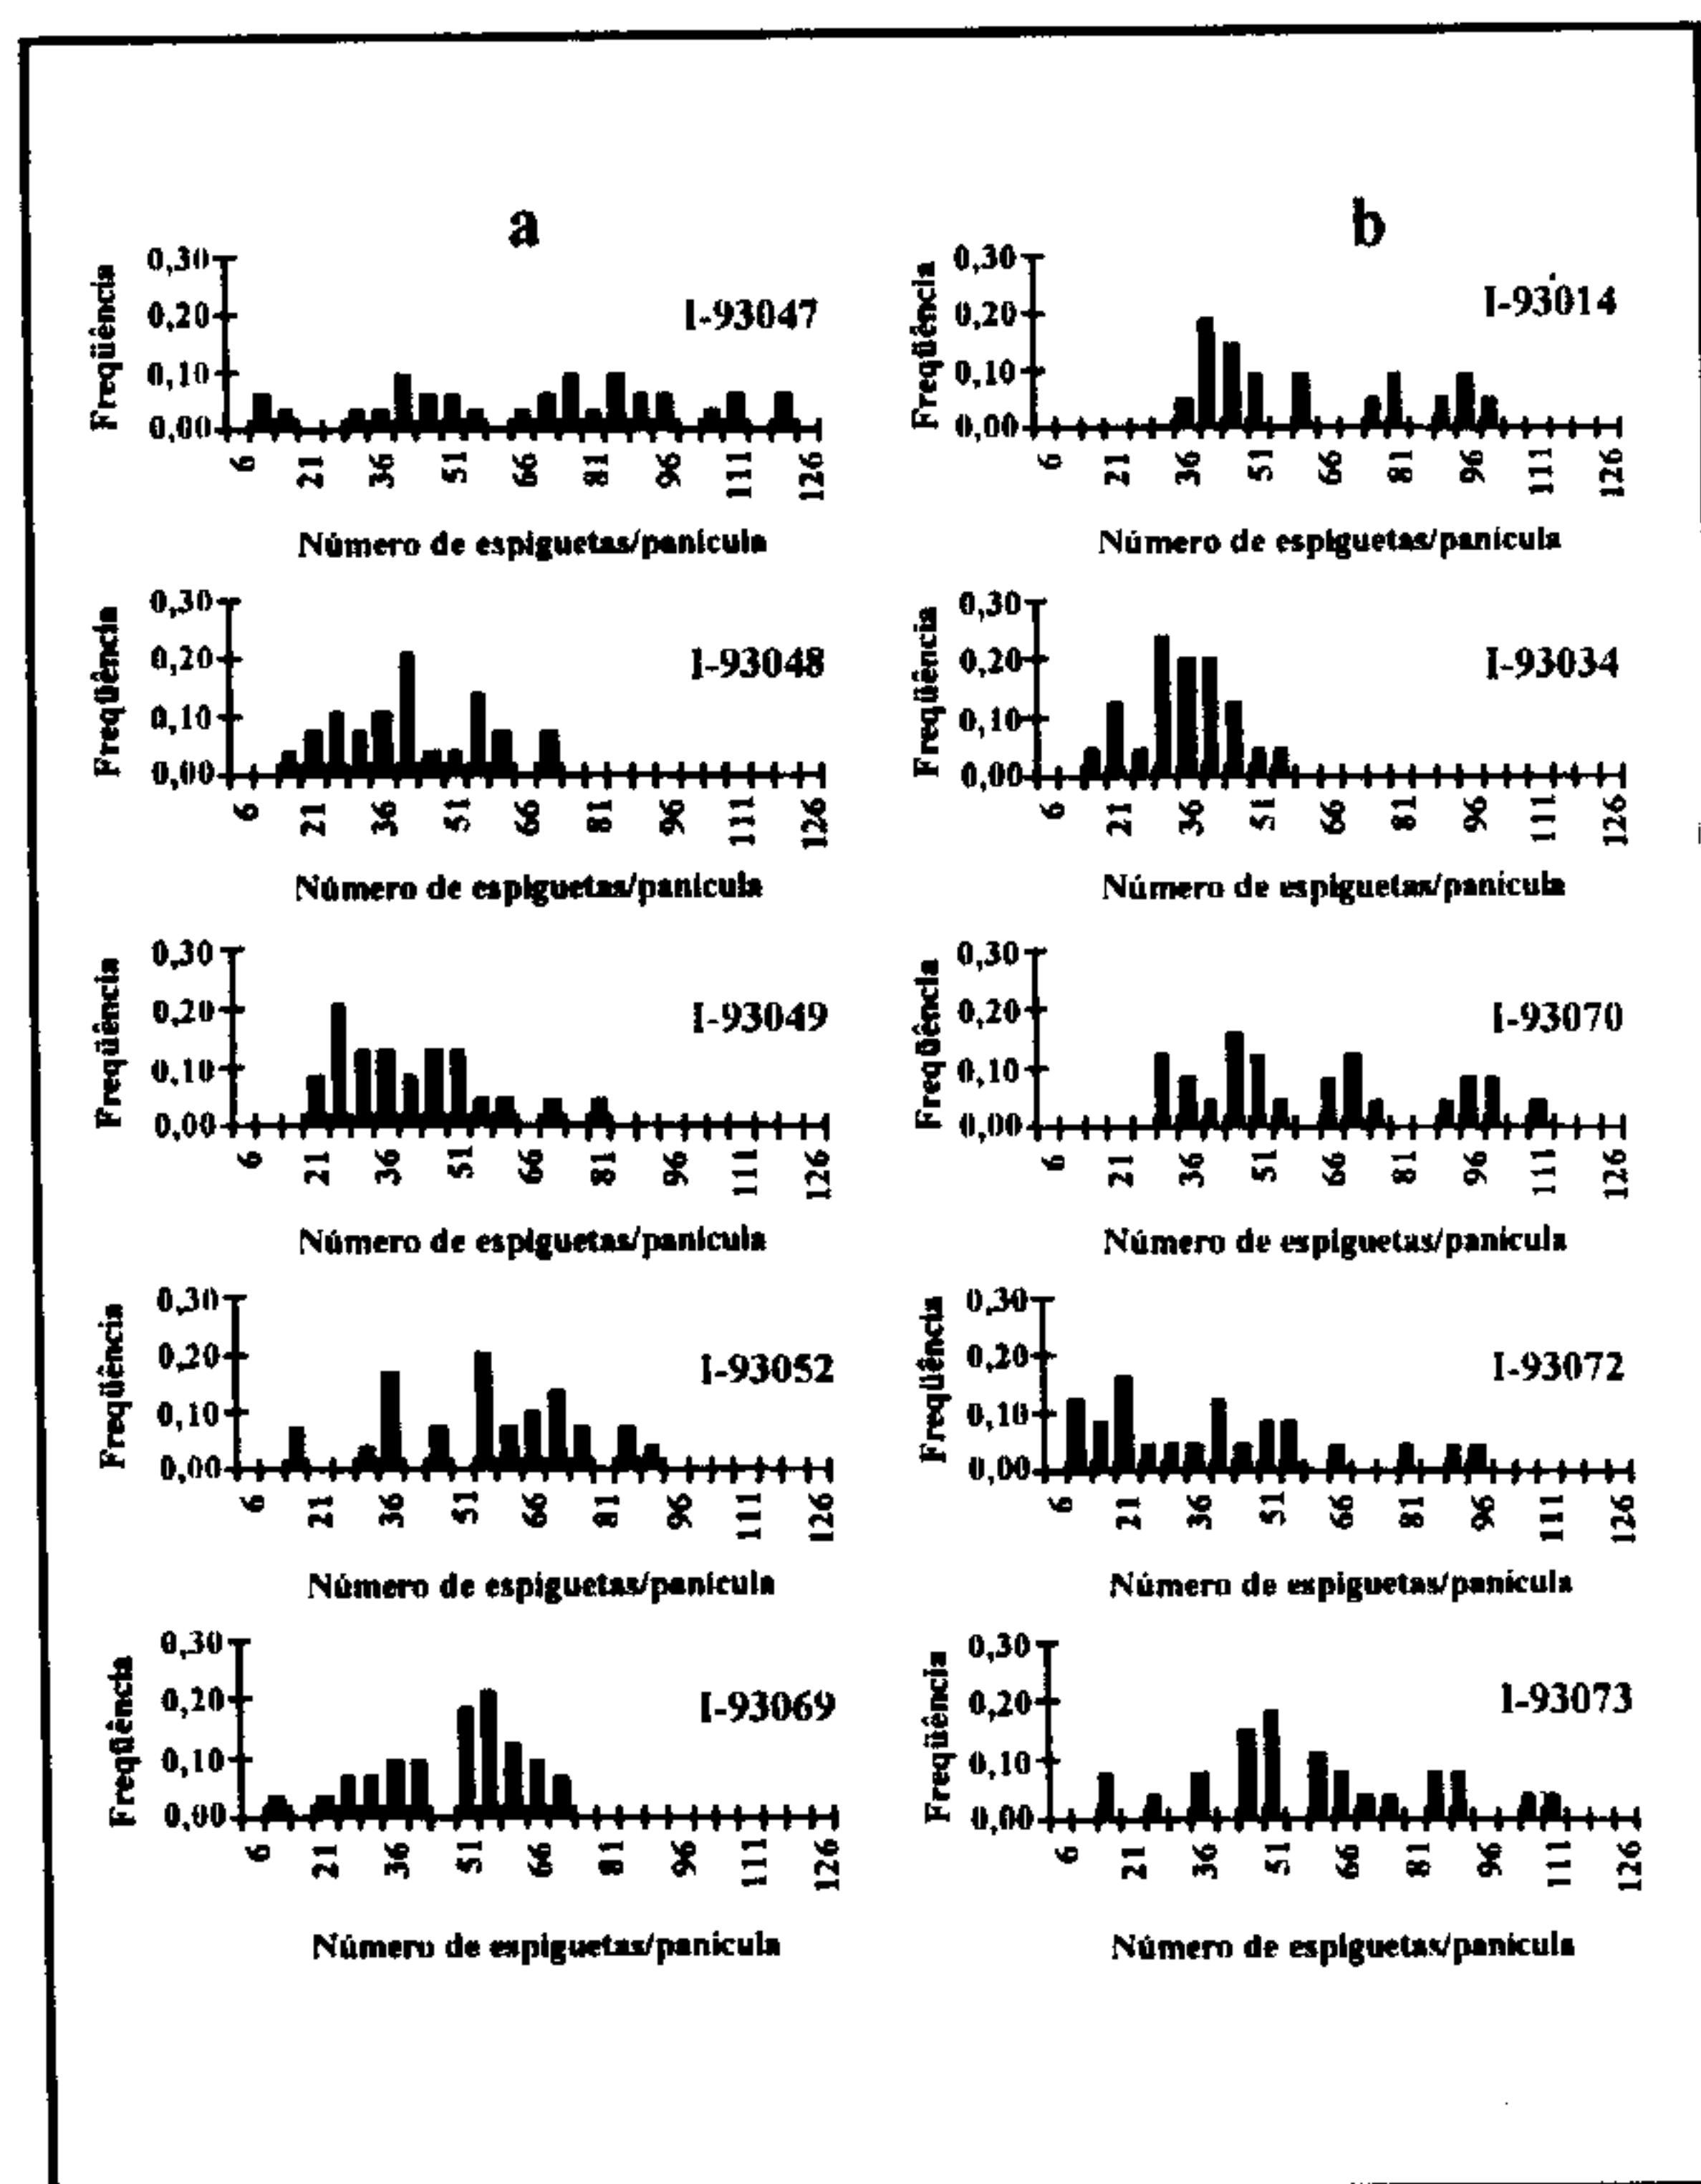 a
0,30
0,20
0,10
0,00
Freqüência
I-93047
6 21 36 51 66 81 96 111 126
Número de espiguetas/panícula
0,30
0,20
0,10
0,00
Freqüência
I-93048
6 21 36 51 66 81 96 111 126
Número de espiguetas/panícula
0,30
0,20
0,10
0,00
Freqüência
I-93049
6 21 36 51 66 81 96 111 126
Número de espiguetas/panícula
0,30
0,20
0,10
0,00
Freqüência
I-93052
6 21 36 51 66 81 96 111 126
Número de espiguetas/panícula
0,30
0,20
0,10
0,00
Freqüência
I-93069
6 21 36 51 66 81 96 111 126
Número de espiguetas/panícula
b
0,30
0,20
0,10
0,00
Freqüência
I-93014
6 21 36 51 66 81 96 111 126
Número de espiguetas/panícula
0,30
0,20
0,10
0,00
Freqüência
I-93034
6 21 36 51 66 81 96 111 126
Número de espiguetas/panícula
0,30
0,20
0,10
0,00
Freqüência
I-93070
6 21 36 51 66 81 96 111 126
Número de espiguetas/panícula
0,30
0,20
0,10
0,00
Freqüência
I-93072
6 21 36 51 66 81 96 111 126
Número de espiguetas/panícula
0,30
0,20
0,10
0,00
Freqüência
I-93073
6 21 36 51 66 81 96 111 126
Número de espiguetas/panícula